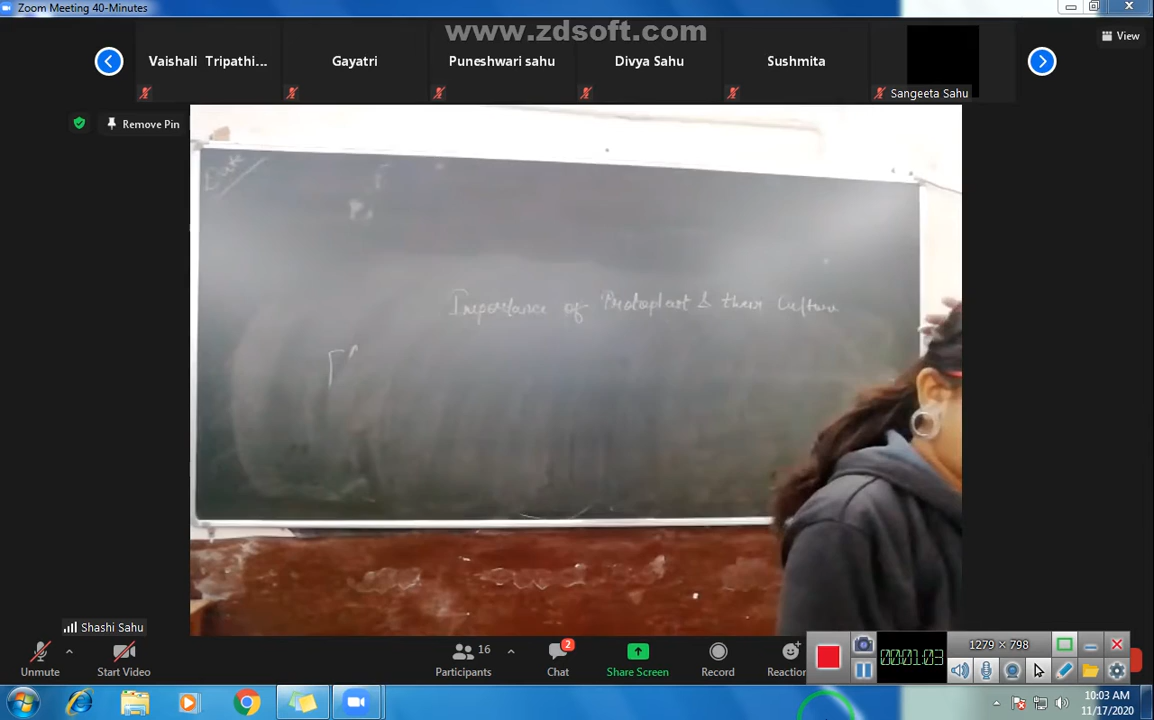 Zoom Meeting 40-Minutes
www.zdsoft.com
View
Vaishali Tripathi...
Gayatri
Puneshwari sahu
Divya Sahu
Sushmita
Sangeeta Sahu
Remove Pin
Date
Importance of Protoplast & their Culture
Shashi Sahu
Unmute
Start Video
16
Participants
2
Chat
Share Screen
Record
Reaction
00:01:03
1279 × 798
10:03 AM
11/17/2020